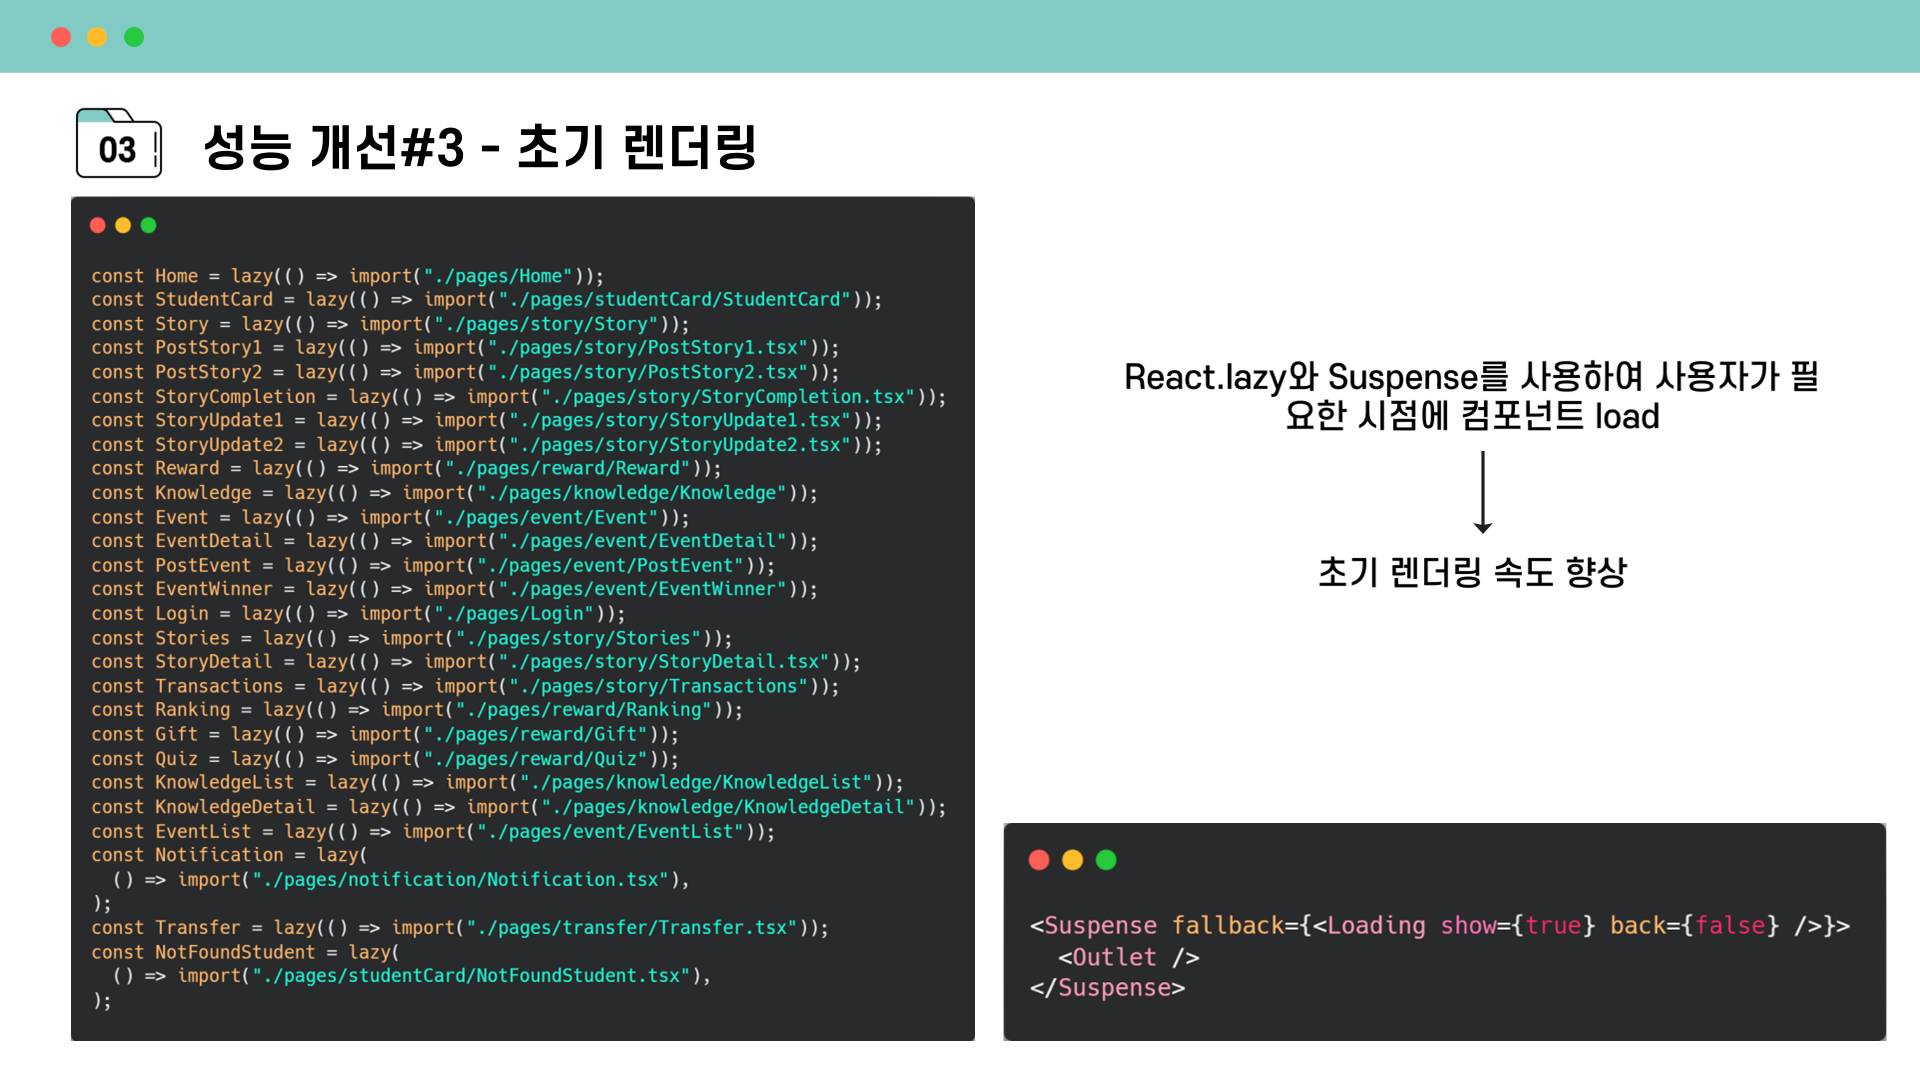 03
성능 개선#3 - 초기 렌더링
const Home = lazy(() => import("./pages/Home"));
const StudentCard = lazy(() => import("./pages/studentCard/StudentCard"));
const Story = lazy(() => import("./pages/story/Story"));
const PostStory1 = lazy(() => import("./pages/story/PostStory1.tsx"));
const PostStory2 = lazy(() => import("./pages/story/PostStory2.tsx"));
const StoryCompletion = lazy(() => import("./pages/story/StoryCompletion.tsx"));
const StoryUpdate1 = lazy(() => import("./pages/story/StoryUpdate1.tsx"));
const StoryUpdate2 = lazy(() => import("./pages/story/StoryUpdate2.tsx"));
const Reward = lazy(() => import("./pages/reward/Reward"));
const Knowledge = lazy(() => import("./pages/knowledge/Knowledge"));
const Event = lazy(() => import("./pages/event/Event"));
const EventDetail = lazy(() => import("./pages/event/EventDetail"));
const PostEvent = lazy(() => import("./pages/event/PostEvent"));
const EventWinner = lazy(() => import("./pages/event/EventWinner"));
const Login = lazy(() => import("./pages/Login"));
const Stories = lazy(() => import("./pages/story/Stories"));
const StoryDetail = lazy(() => import("./pages/story/StoryDetail.tsx"));
const Transactions = lazy(() => import("./pages/story/Transactions"));
const Ranking = lazy(() => import("./pages/reward/Ranking"));
const Gift = lazy(() => import("./pages/reward/Gift"));
const Quiz = lazy(() => import("./pages/reward/Quiz"));
const KnowledgeList = lazy(() => import("./pages/knowledge/KnowledgeList"));
const KnowledgeDetail = lazy(() => import("./pages/knowledge/KnowledgeDetail"));
const EventList = lazy(() => import("./pages/event/EventList"));
const Notification = lazy(
  () => import("./pages/notification/Notification.tsx"),
);
const Transfer = lazy(() => import("./pages/transfer/Transfer.tsx"));
const NotFoundStudent = lazy(
  () => import("./pages/studentCard/NotFoundStudent.tsx"),
);
React.lazy와 Suspense를 사용하여 사용자가 필
요한 시점에 컴포넌트 load
초기 렌더링 속도 향상
<Suspense fallback={<Loading show={true} back={false} />}>
  <Outlet />
</Suspense>